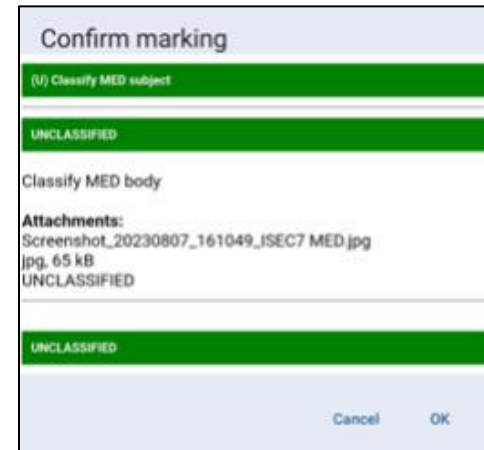 Confirm marking
(U) Classify MED subject
UNCLASSIFIED
Classify MED body
Attachments:
Screenshot_20230807_161049_ISEC7 MED.jpg
jpg, 65 kB
UNCLASSIFIED
UNCLASSIFIED
Cancel OK